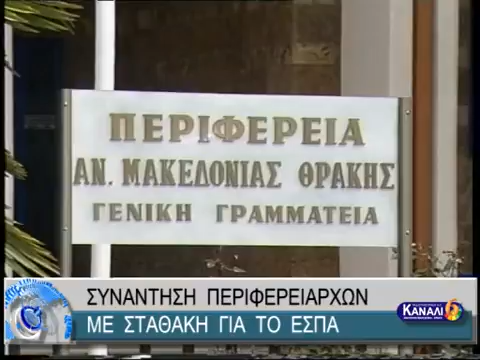 ΠΕΡΙΦΕΡΕΙΑ
ΑΝ. ΜΑΚΕΔΟΝΙΑΣ ΘΡΑΚΗΣ
ΓΕΝΙΚΗ ΓΡΑΜΜΑΤΕΙΑ
ΣΥΝΑΝΤΗΣΗ ΠΕΡΙΦΕΡΕΙΑΡΧΩΝ
ΜΕ ΣΤΑΘΑΚΗ ΓΙΑ ΤΟ ΕΣΠΑ
ΚΑΝΑΛΙ 6